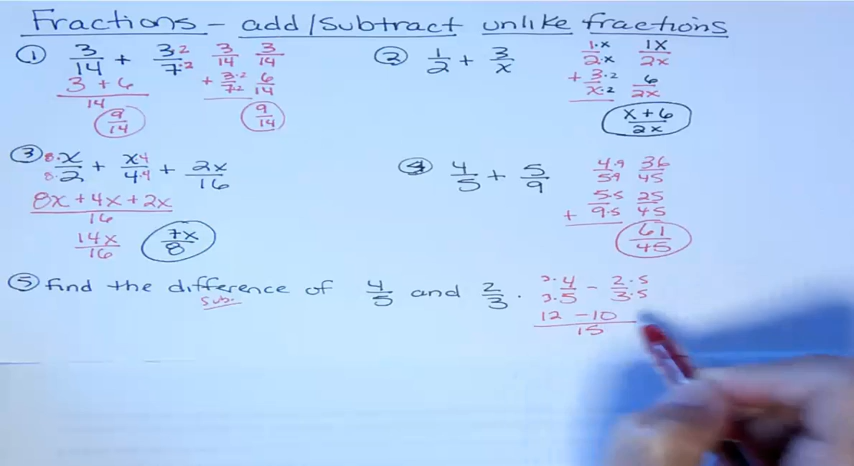 Fractions - add/subtract unlike fractions
① 3/14 + 3·2/7·2   3/14   3/14
3 + 6 / 14   + 3·2/7·2   6/14
9/14   9/14
② 1/2 + 3/x   1·x/2·x   1x/2x
+ 3·2/x·2   6/2x
x + 6 / 2x
③ 8·x/8·2 + x·4/4·4 + 2x/16
8x + 4x + 2x / 16
14x/16   7x/8
④ 4/5 + 5/9   4·9/59   36/45
+ 5·5/9·5   25/45
61/45
⑤ find the difference of 4/5 and 2/3.   3·4/3·5 - 2·5/3·5
sub.   12 - 10 / 15